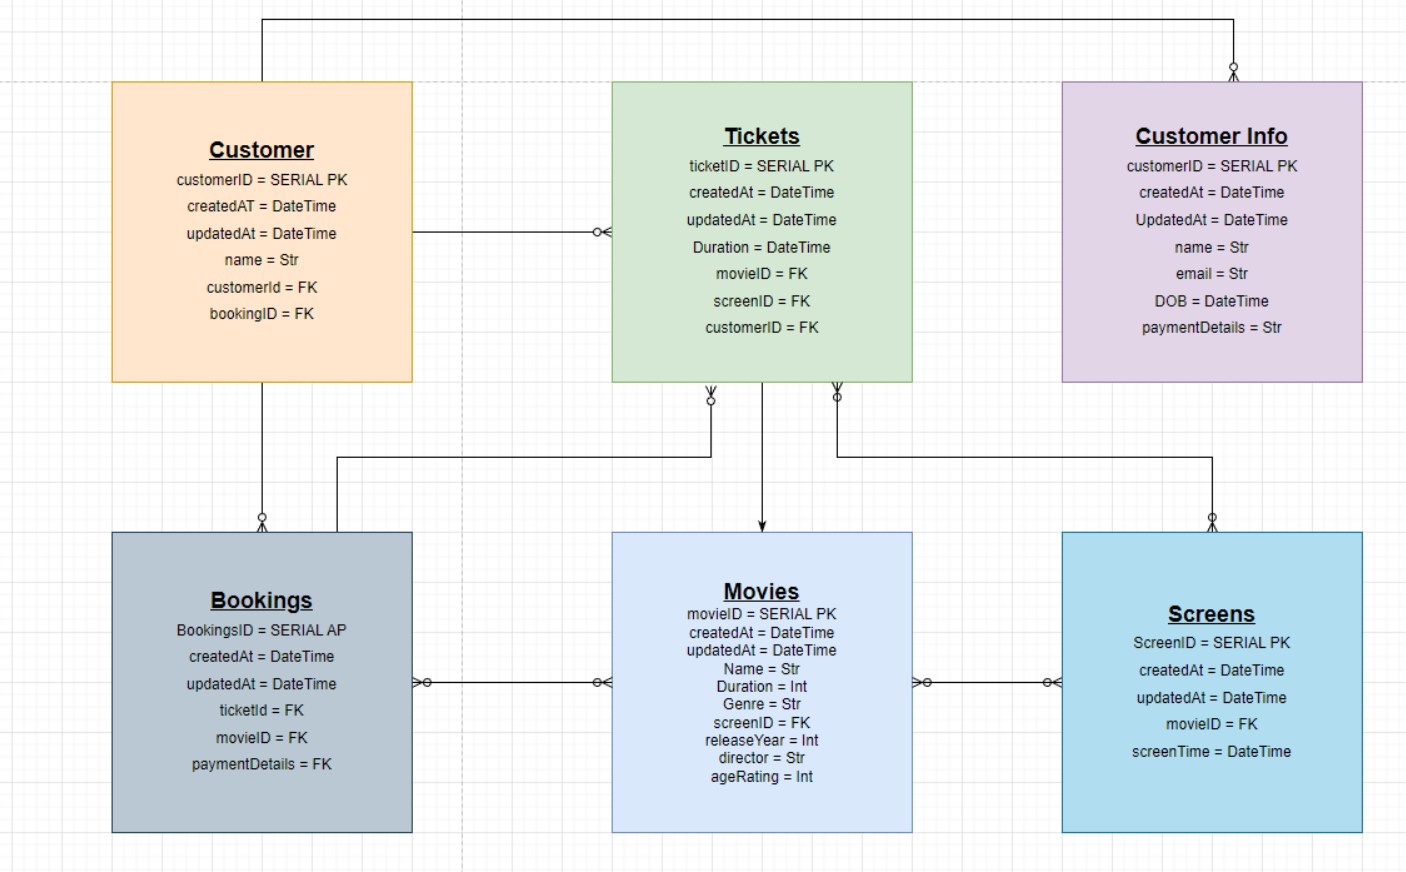 Customer
customerID = SERIAL PK
createdAT = DateTime
updatedAt = DateTime
name = Str
customerId = FK
bookingID = FK
Tickets
ticketID = SERIAL PK
createdAt = DateTime
updatedAt = DateTime
Duration = DateTime
movieID = FK
screenID = FK
customerID = FK
Customer Info
customerID = SERIAL PK
createdAt = DateTime
UpdatedAt = DateTime
name = Str
email = Str
DOB = DateTime
paymentDetails = Str
Bookings
BookingsID = SERIAL AP
createdAt = DateTime
updatedAt = DateTime
ticketId = FK
movieID = FK
paymentDetails = FK
Movies
movieID = SERIAL PK
createdAt = DateTime
updatedAt = DateTime
Name = Str
Duration = Int
Genre = Str
screenID = FK
releaseYear = Int
director = Str
ageRating = Int
Screens
ScreenID = SERIAL PK
createdAt = DateTime
updatedAt = DateTime
movieID = FK
screenTime = DateTime